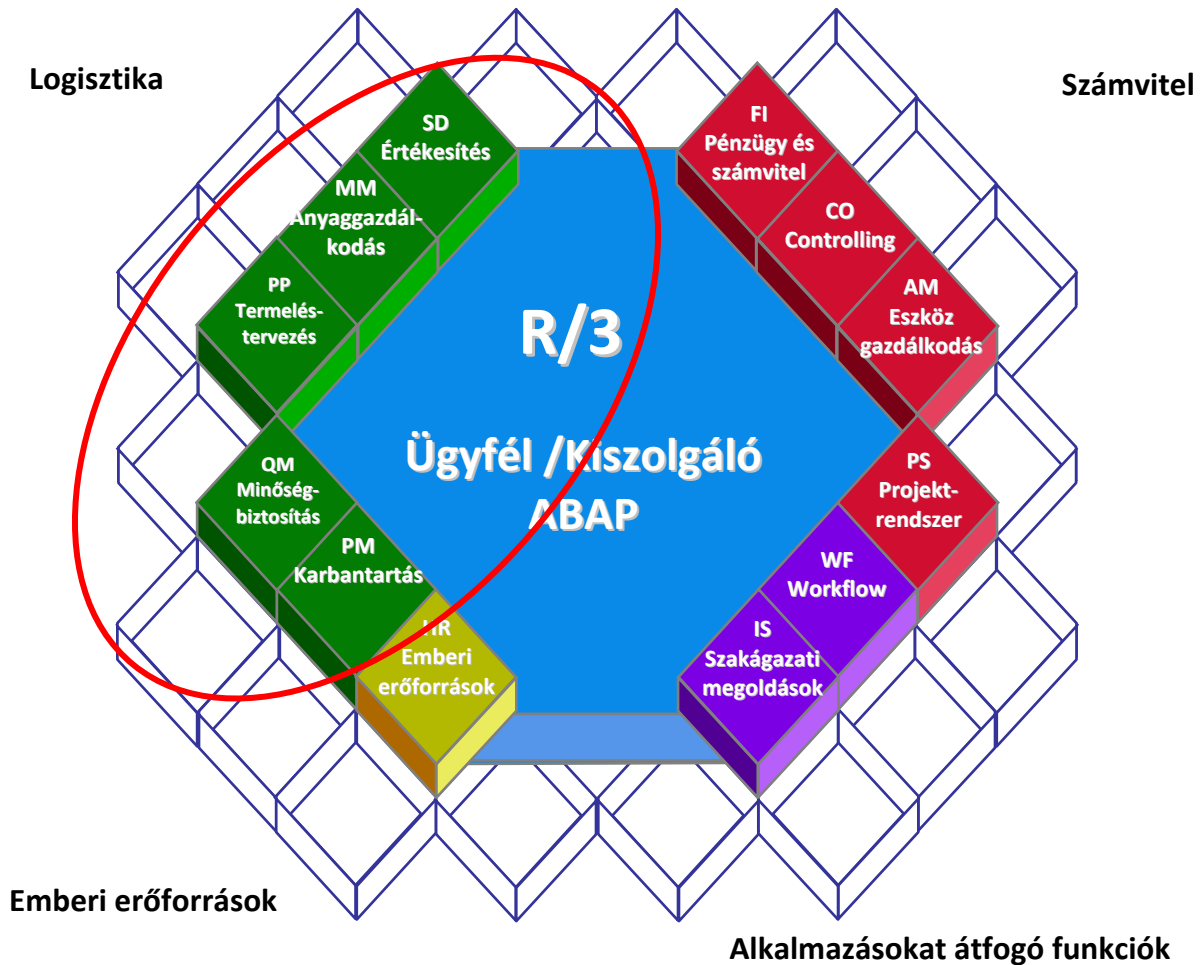 Logisztika
Számvitel
SD
Értékesítés
MM
Anyaggazdál-
kodás
PP
Termelés-
tervezés
FI
Pénzügy és
számvitel
CO
Controlling
AM
Eszköz
gazdálkodás
R/3
Ügyfél /Kiszolgáló
ABAP
QM
Minőség-
biztosítás
PM
Karbantartás
HR
Emberi
erőforrások
PS
Projekt-
rendszer
WF
Workflow
IS
Szakágazati
megoldások
Emberi erőforrások
Alkalmazásokat átfogó funkciók